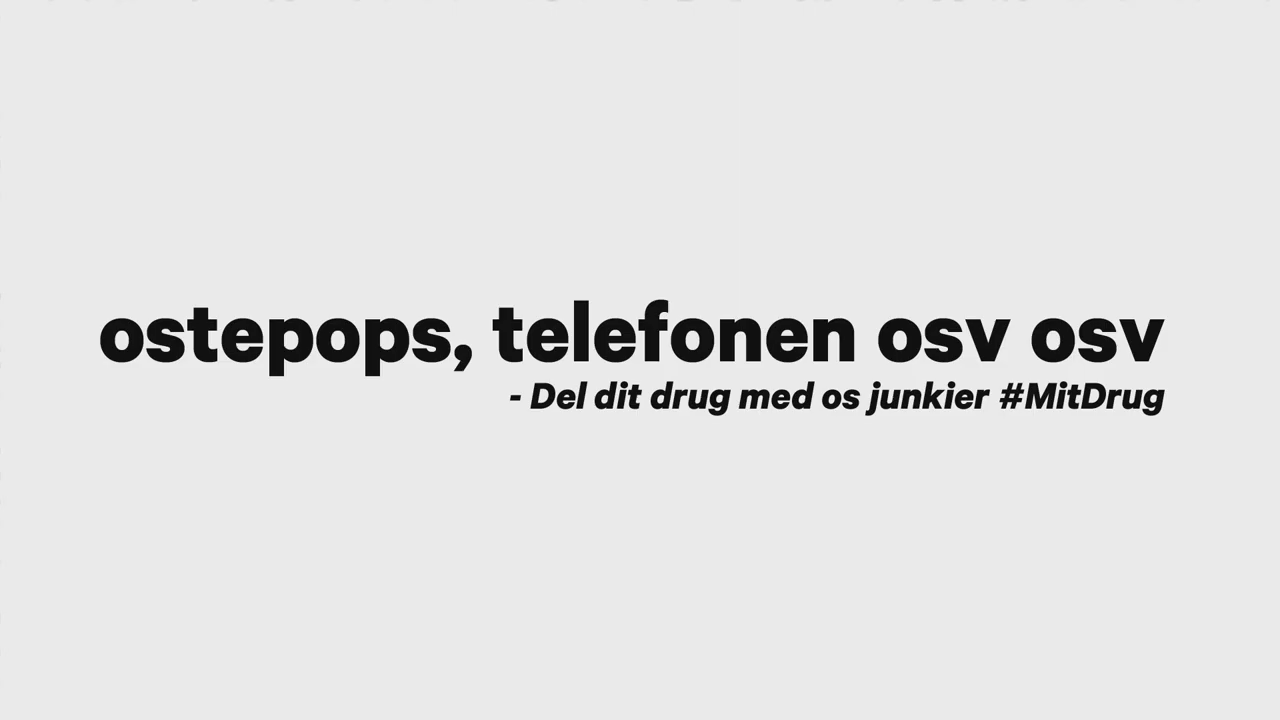 ostepops, telefonen osv osv
- Del dit drug med os junkier #MitDrug